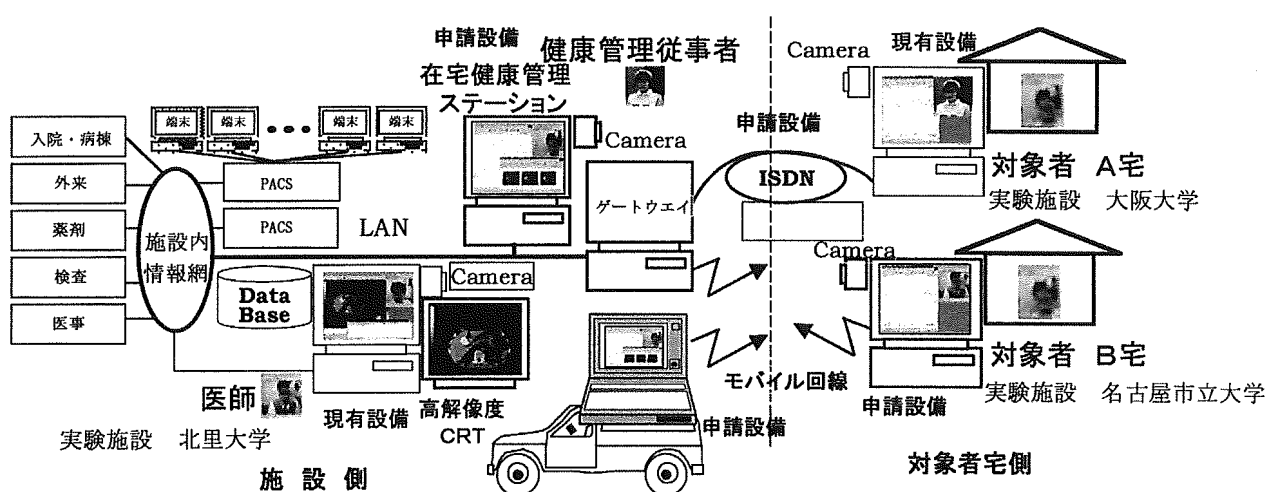 申請設備
健康管理従事者
在宅健康管理
ステーション
Camera
現有設備
Camera
端末
端末
端末
端末
入院・病棟
外来
薬剤
検査
医事
PACS
PACS
LAN
施設内
情報網
ゲートウエイ
申請設備
ISDN
対象者 A宅
実験施設 大阪大学
Data
Base
Camera
Camera
対象者 B宅
実験施設 名古屋市立大学
医師
現有設備
高解像度
CRT
実験施設 北里大学
モバイル回線
申請設備
申請設備
施設側
対象者宅側